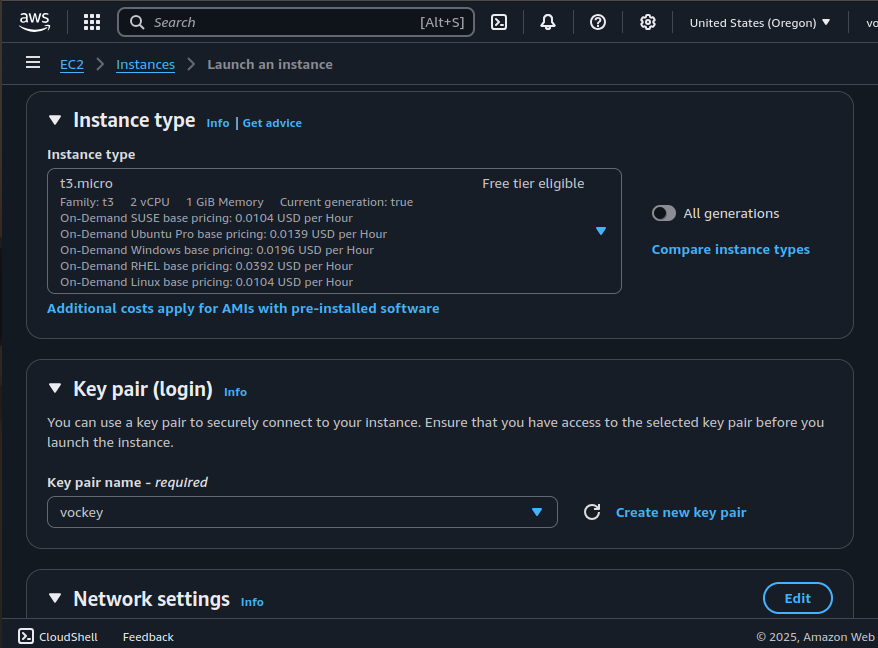 aws
Search [Alt+S] United States (Oregon) vo
EC2 Instances Launch an instance
Instance type Info | Get advice
Instance type
t3.micro Free tier eligible
Family: t3 2 vCPU 1 GiB Memory Current generation: true
On-Demand SUSE base pricing: 0.0104 USD per Hour
On-Demand Ubuntu Pro base pricing: 0.0139 USD per Hour
On-Demand Windows base pricing: 0.0196 USD per Hour
On-Demand RHEL base pricing: 0.0392 USD per Hour
On-Demand Linux base pricing: 0.0104 USD per Hour
All generations
Compare instance types
Additional costs apply for AMIs with pre-installed software
Key pair (login) Info
You can use a key pair to securely connect to your instance. Ensure that you have access to the selected key pair before you
launch the instance.
Key pair name - required
vockey Create new key pair
Network settings Info Edit
CloudShell Feedback © 2025, Amazon Web